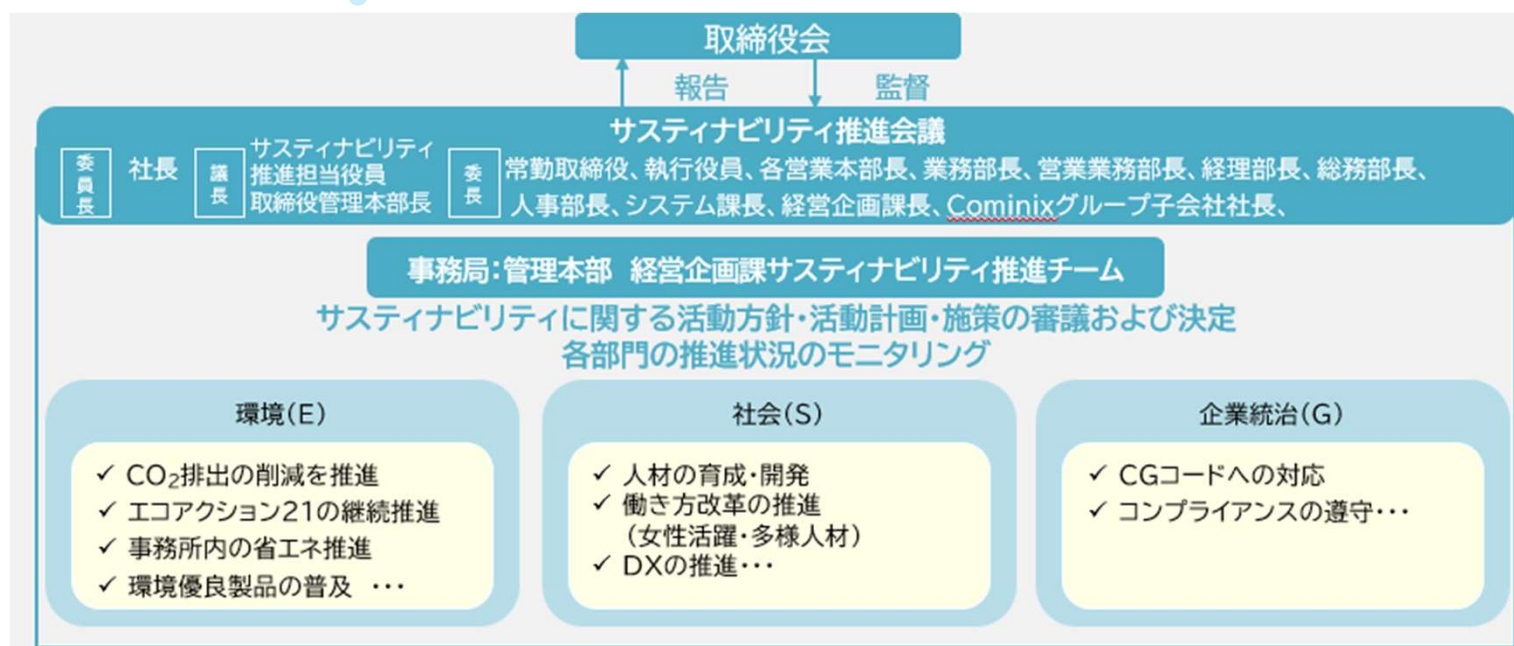 取締役会
報告
監督
サスティナビリティ推進会議
委員長
社長
議長
サスティナビリティ
推進担当役員
取締役管理本部長
委長
常勤取締役、執行役員、各営業本部長、業務部長、営業業務部長、経理部長、総務部長、
人事部長、システム課長、経営企画課長、Cominixグループ子会社社長、
事務局：管理本部 経営企画課サスティナビリティ推進チーム
サスティナビリティに関する活動方針・活動計画・施策の審議および決定
各部門の推進状況のモニタリング
環境(E)
✓ CO₂排出の削減を推進
✓ エコアクション21の継続推進
✓ 事務所内の省エネ推進
✓ 環境優良製品の普及 ・・・
社会(S)
✓ 人材の育成・開発
✓ 働き方改革の推進
(女性活躍・多様人材)
✓ DXの推進・・・
企業統治(G)
✓ CGコードへの対応
✓ コンプライアンスの遵守・・・